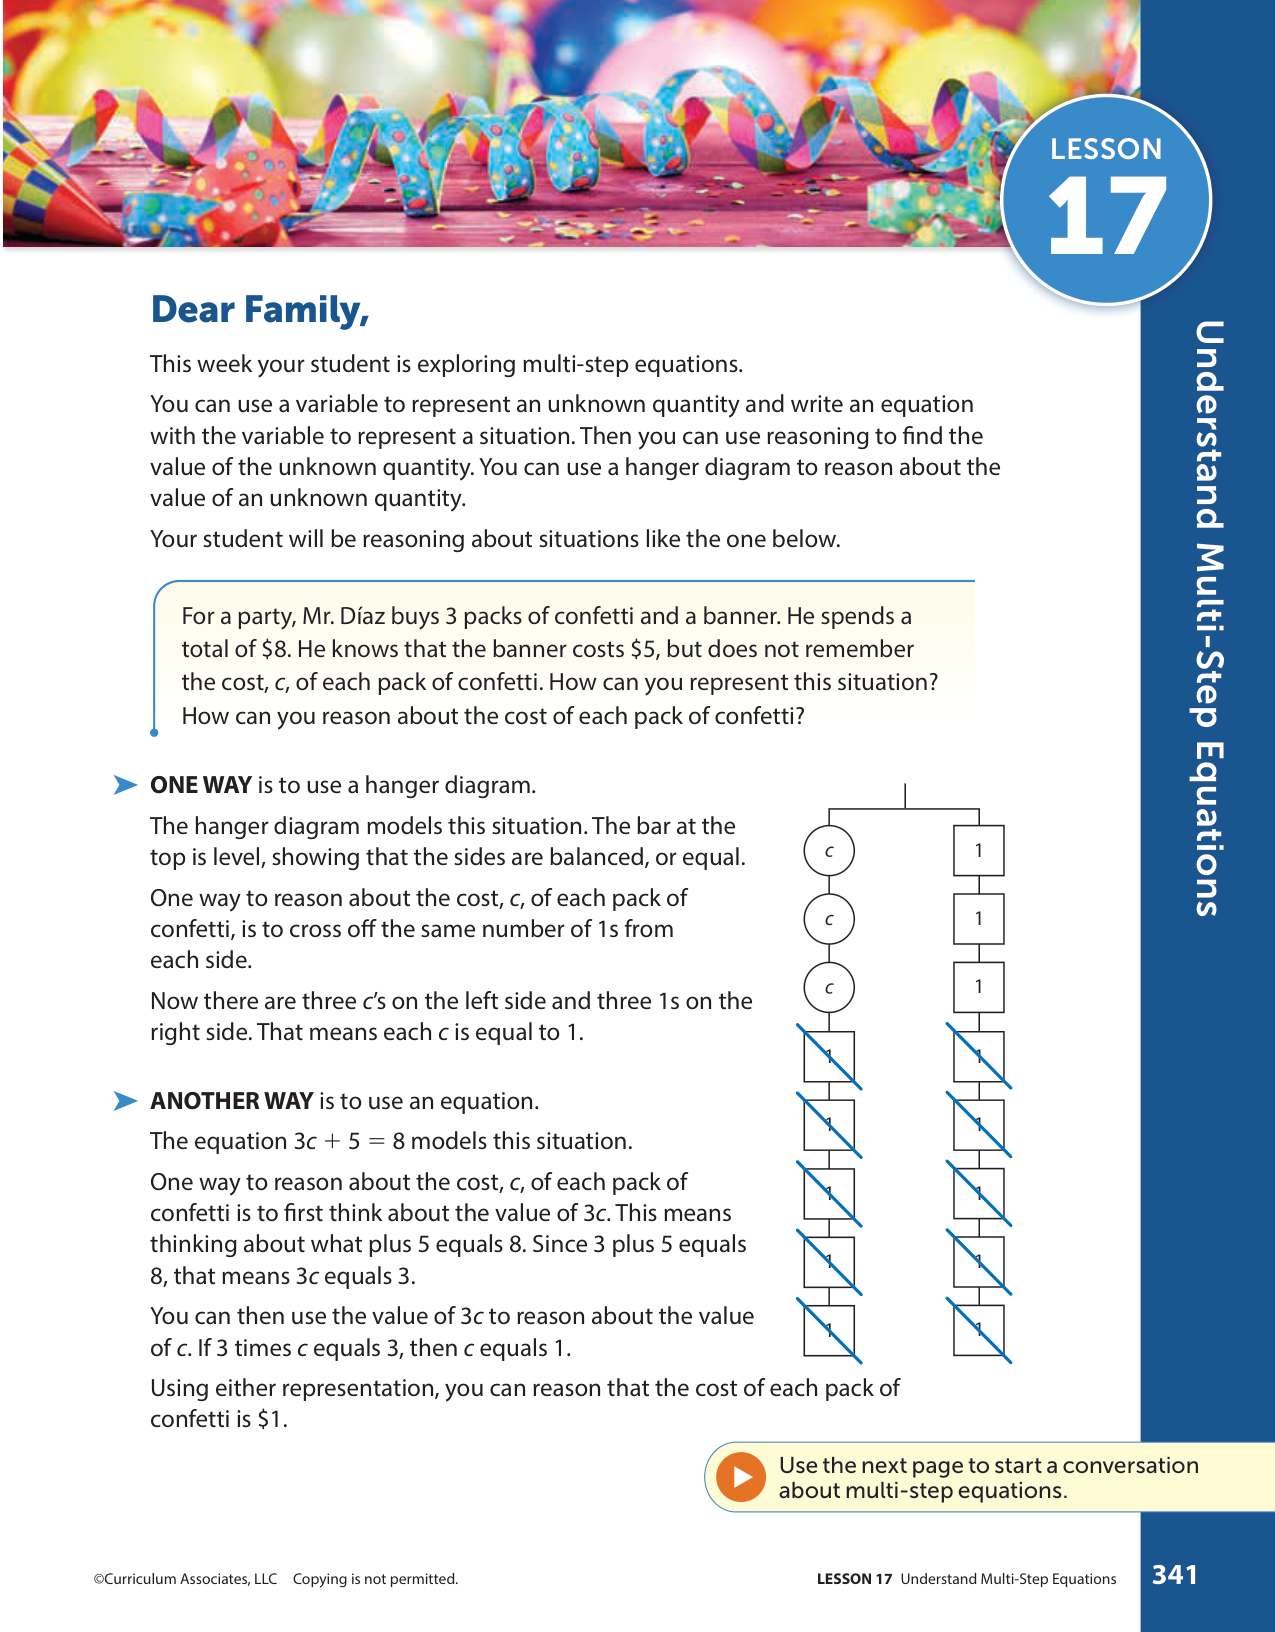 LESSON
17
Understand Multi-Step Equations
Dear Family,
This week your student is exploring multi-step equations.
You can use a variable to represent an unknown quantity and write an equation
with the variable to represent a situation. Then you can use reasoning to find the
value of the unknown quantity. You can use a hanger diagram to reason about the
value of an unknown quantity.
Your student will be reasoning about situations like the one below.
For a party, Mr. Díaz buys 3 packs of confetti and a banner. He spends a
total of $8. He knows that the banner costs $5, but does not remember
the cost, c, of each pack of confetti. How can you represent this situation?
How can you reason about the cost of each pack of confetti?
ONE WAY is to use a hanger diagram.
The hanger diagram models this situation. The bar at the
top is level, showing that the sides are balanced, or equal.
One way to reason about the cost, c, of each pack of
confetti, is to cross off the same number of 1s from
each side.
Now there are three c's on the left side and three 1s on the
right side. That means each c is equal to 1.
c 1
c 1
c 1
1 1
1 1
1 1
1 1
1 1
ANOTHER WAY is to use an equation.
The equation 3c + 5 = 8 models this situation.
One way to reason about the cost, c, of each pack of
confetti is to first think about the value of 3c. This means
thinking about what plus 5 equals 8. Since 3 plus 5 equals
8, that means 3c equals 3.
You can then use the value of 3c to reason about the value
of c. If 3 times c equals 3, then c equals 1.
Using either representation, you can reason that the cost of each pack of
confetti is $1.
Use the next page to start a conversation
about multi-step equations.
©Curriculum Associates, LLC Copying is not permitted.
LESSON 17 Understand Multi-Step Equations
341